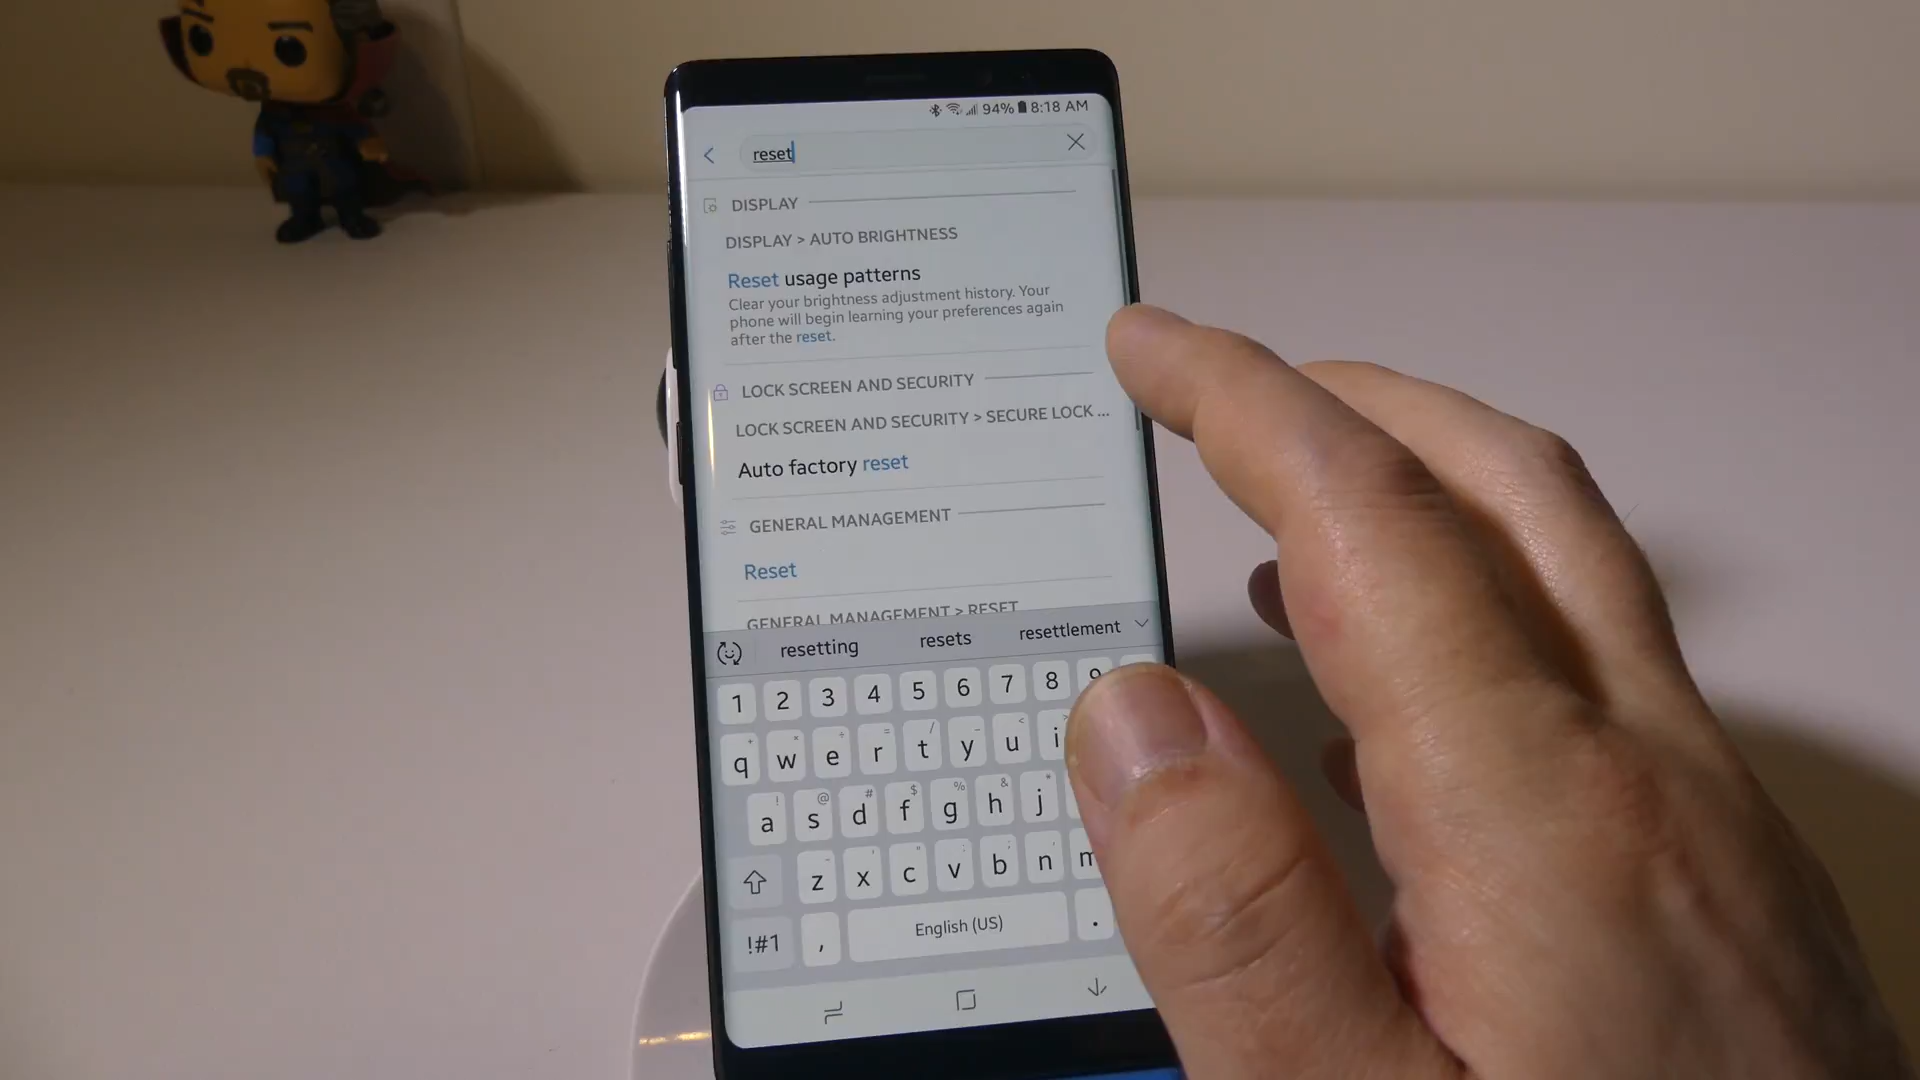 94% 8:18 AM
reset
DISPLAY
DISPLAY > AUTO BRIGHTNESS
Reset usage patterns
Clear your brightness adjustment history. Your
phone will begin learning your preferences again
after the reset.
LOCK SCREEN AND SECURITY
LOCK SCREEN AND SECURITY > SECURE LOCK ...
Auto factory reset
GENERAL MANAGEMENT
Reset
GENERAL MANAGEMENT > RESET
resetting resets resettlement
1 2 3 4 5 6 7 8 9
q w e r t y u i
a s d f g h j
z x c v b n m
!#1 , English (US) .